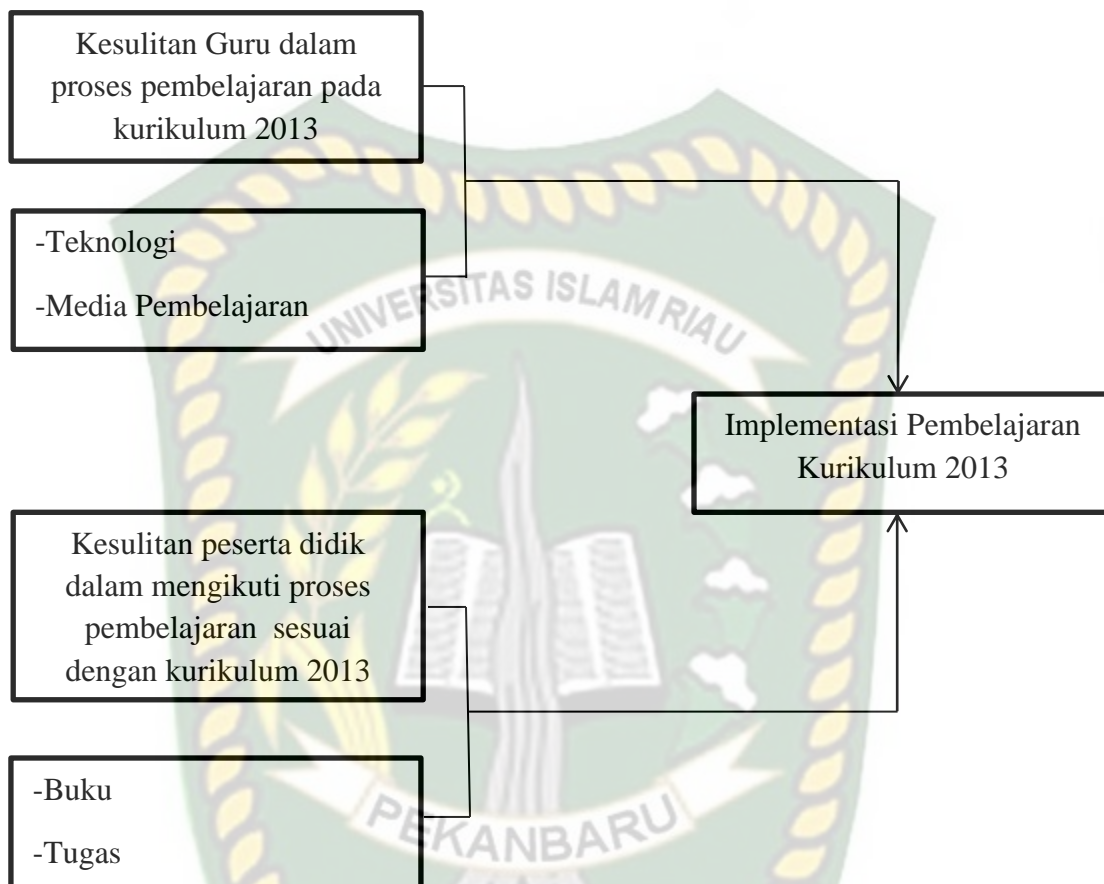 Kesulitan Guru dalam
proses pembelajaran pada
kurikulum 2013
-Teknologi
-Media Pembelajaran
UNIVERSITAS ISLAM RIAU
Implementasi Pembelajaran
Kurikulum 2013
Kesulitan peserta didik
dalam mengikuti proses
pembelajaran sesuai
dengan kurikulum 2013
-Buku
-Tugas
PEKANBARU